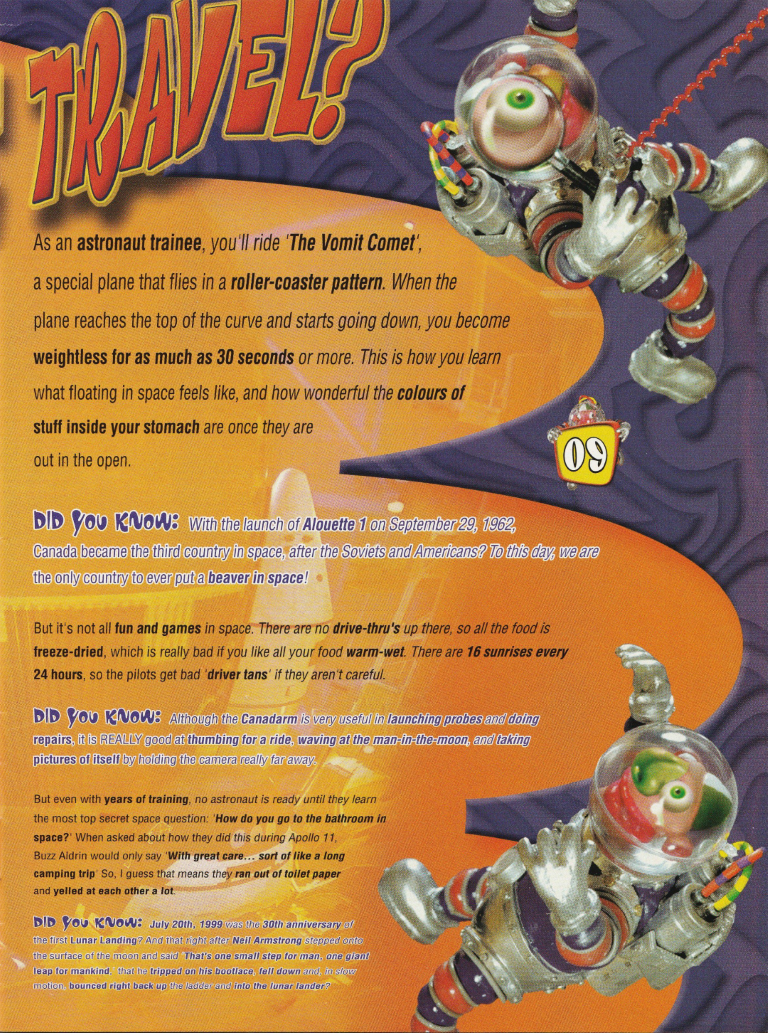 TRAVEL?
As an astronaut trainee, you'll ride 'The Vomit Comet',
a special plane that flies in a roller-coaster pattern. When the
plane reaches the top of the curve and starts going down, you become
weightless for as much as 30 seconds or more. This is how you learn
what floating in space feels like, and how wonderful the colours of
stuff inside your stomach are once they are
out in the open.
09
DID YOU KNOW: With the launch of Alouette 1 on September 29, 1962,
Canada became the third country in space, after the Soviets and Americans? To this day, we are
the only country to ever put a beaver in space!
But it's not all fun and games in space. There are no drive-thru's up there, so all the food is
freeze-dried, which is really bad if you like all your food warm-wet. There are 16 sunrises every
24 hours, so the pilots get bad 'driver tans' if they aren't careful.
DID YOU KNOW: Although the Canadarm is very useful in launching probes and doing
repairs, it is REALLY good at thumbing for a ride, waving at the man-in-the-moon, and taking
pictures of itself by holding the camera really far away.
But even with years of training, no astronaut is ready until they learn
the most top secret space question: 'How do you go to the bathroom in
space?' When asked about how they did this during Apollo 11,
Buzz Aldrin would only say 'With great care... sort of like a long
camping trip' So, I guess that means they ran out of toilet paper
and yelled at each other a lot.
DID YOU KNOW: July 20th, 1999 was the 30th anniversary of
the first Lunar Landing? And that right after Neil Armstrong stepped onto
the surface of the moon and said 'That's one small step for man, one giant
leap for mankind,' that he tripped on his bootlace, fell down and, in slow
motion, bounced right back up the ladder and into the lunar lander?